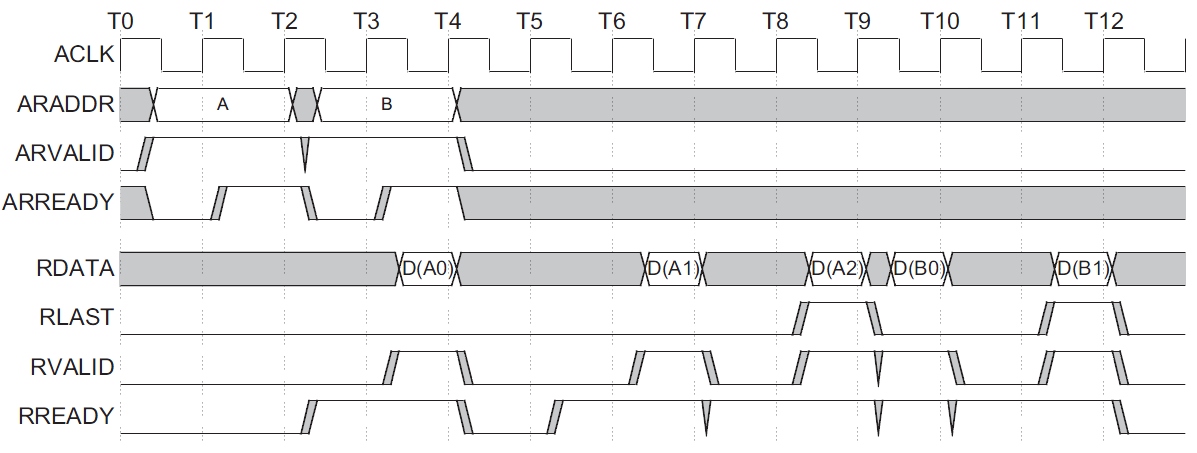 T0 T1 T2 T3 T4 T5 T6 T7 T8 T9 T10 T11 T12
ACLK
ARADDR A B
ARVALID
ARREADY
RDATA D(A0) D(A1) D(A2) D(B0) D(B1)
RLAST
RVALID
RREADY